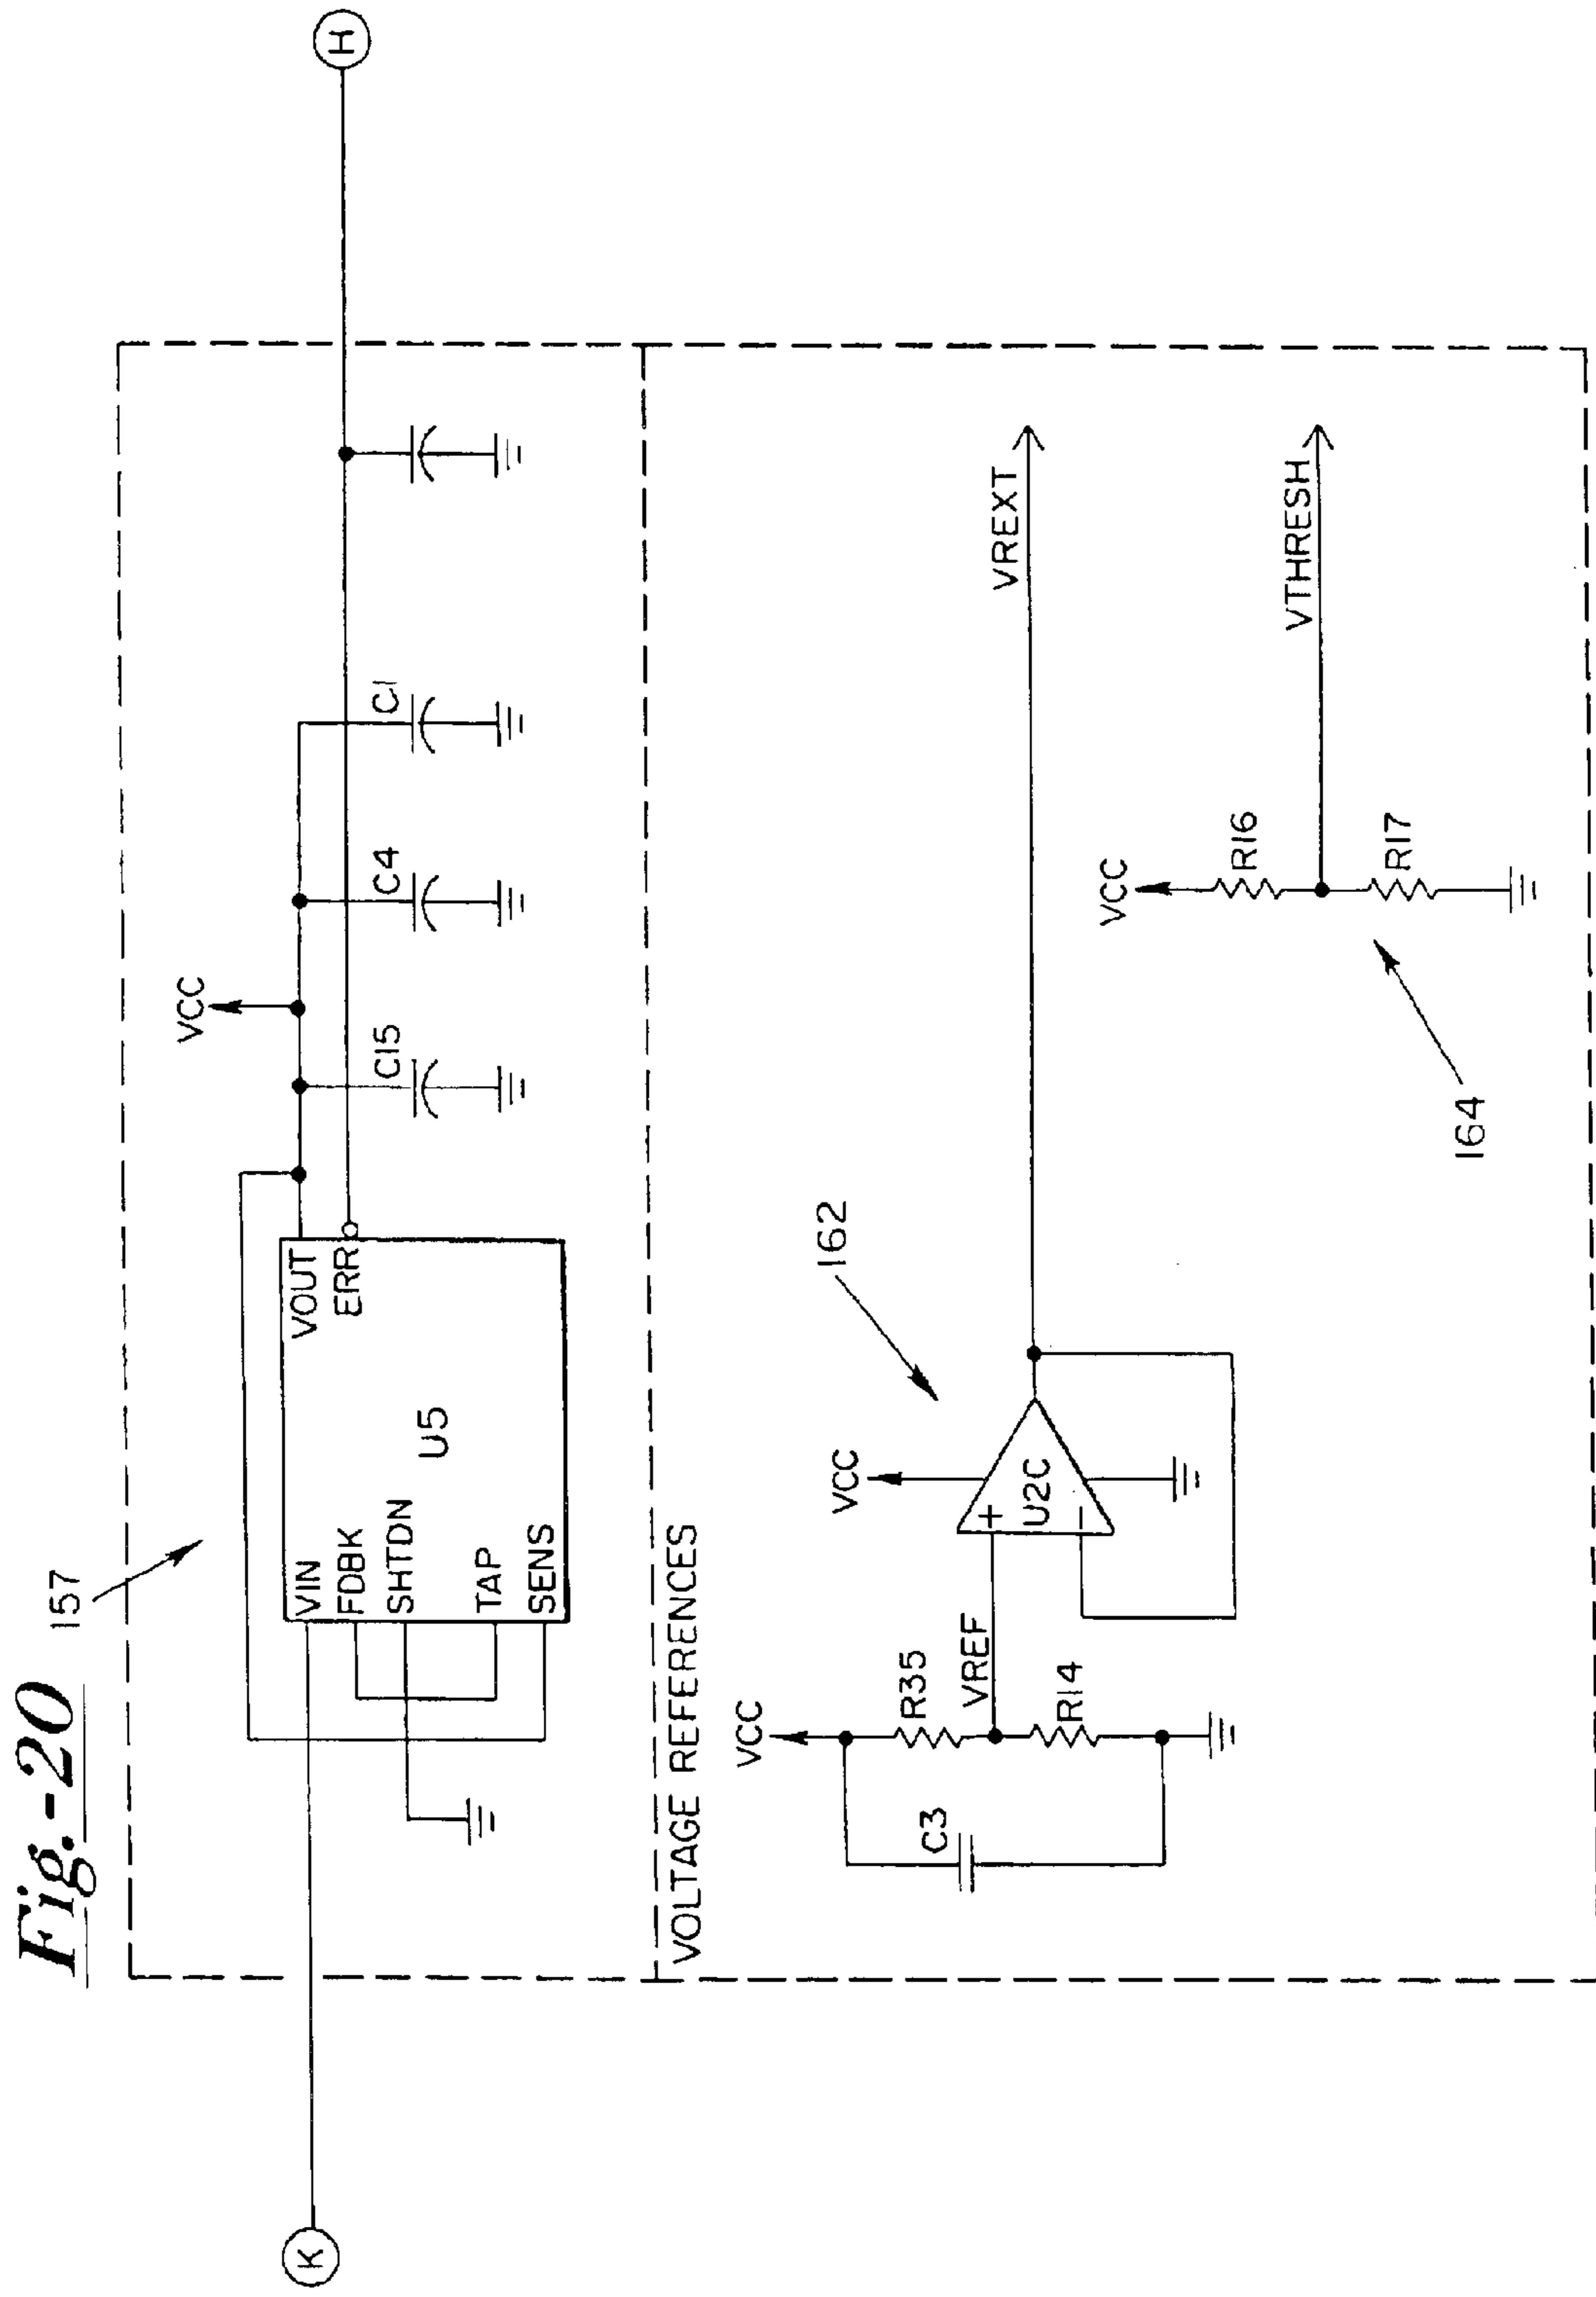 Fig.-20
157
K
VIN
FDBK
SHTDN
TAP
SENS
U5
VOUT
ERR
VCC
C15
C4
C1
H
VOLTAGE REFERENCES
VCC
C3
R35
VREF
R14
VCC
U2C
+
−
162
VREXT
VCC
R16
R17
VTHRESH
164